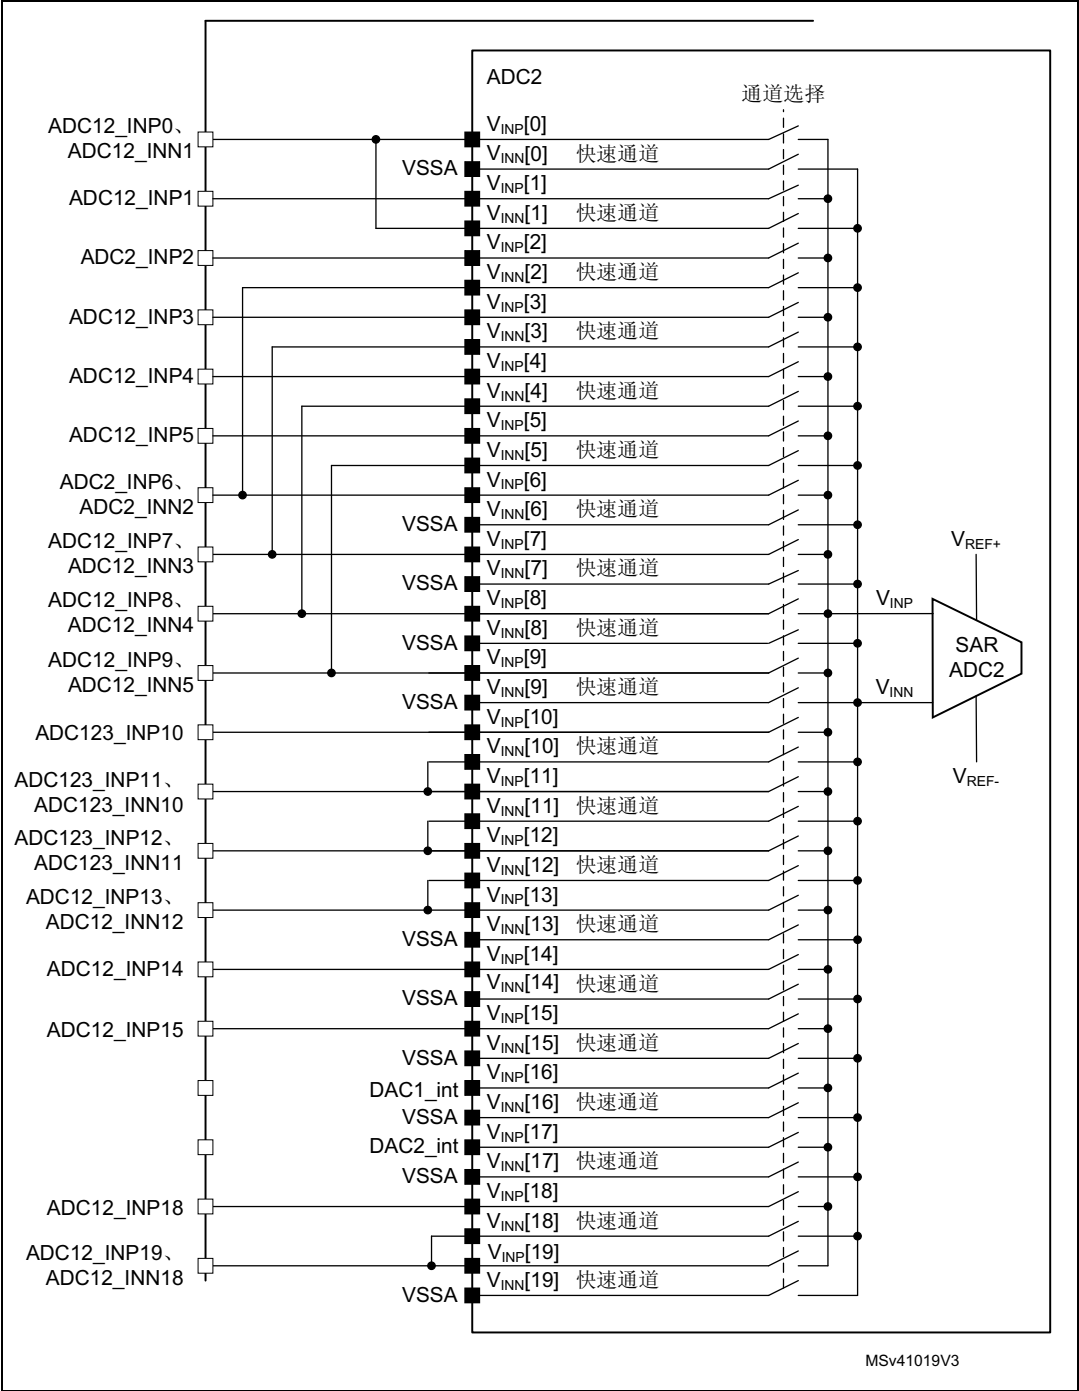 ADC2
通道选择
ADC12_INP0、
ADC12_INN1
VINP[0]
VINN[0] 快速通道
VSSA
ADC12_INP1
VINP[1]
VINN[1] 快速通道
ADC2_INP2
VINP[2]
VINN[2] 快速通道
ADC12_INP3
VINP[3]
VINN[3] 快速通道
ADC12_INP4
VINP[4]
VINN[4] 快速通道
ADC12_INP5
VINP[5]
VINN[5] 快速通道
ADC2_INP6、
ADC2_INN2
VINP[6]
VINN[6] 快速通道
VSSA
ADC12_INP7、
ADC12_INN3
VINP[7]
VINN[7] 快速通道
VSSA
ADC12_INP8、
ADC12_INN4
VINP[8]
VINN[8] 快速通道
VSSA
ADC12_INP9、
ADC12_INN5
VINP[9]
VINN[9] 快速通道
VSSA
ADC123_INP10
VINP[10]
VINN[10] 快速通道
ADC123_INP11、
ADC123_INN10
VINP[11]
VINN[11] 快速通道
ADC123_INP12、
ADC123_INN11
VINP[12]
VINN[12] 快速通道
ADC12_INP13、
ADC12_INN12
VINP[13]
VINN[13] 快速通道
VSSA
ADC12_INP14
VINP[14]
VINN[14] 快速通道
VSSA
ADC12_INP15
VINP[15]
VINN[15] 快速通道
VSSA
VINP[16]
DAC1_int
VINN[16] 快速通道
VSSA
VINP[17]
DAC2_int
VINN[17] 快速通道
VSSA
ADC12_INP18
VINP[18]
VINN[18] 快速通道
ADC12_INP19、
ADC12_INN18
VINP[19]
VINN[19] 快速通道
VSSA
VREF+
VINP
SAR
ADC2
VINN
VREF-
MSv41019V3